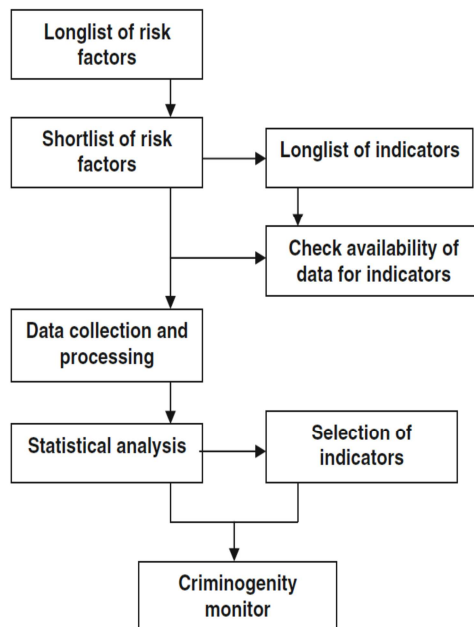 Longlist of risk
factors
Shortlist of risk
factors
Longlist of indicators
Check availability of
data for indicators
Data collection and
processing
Statistical analysis
Selection of
indicators
Criminogenity
monitor